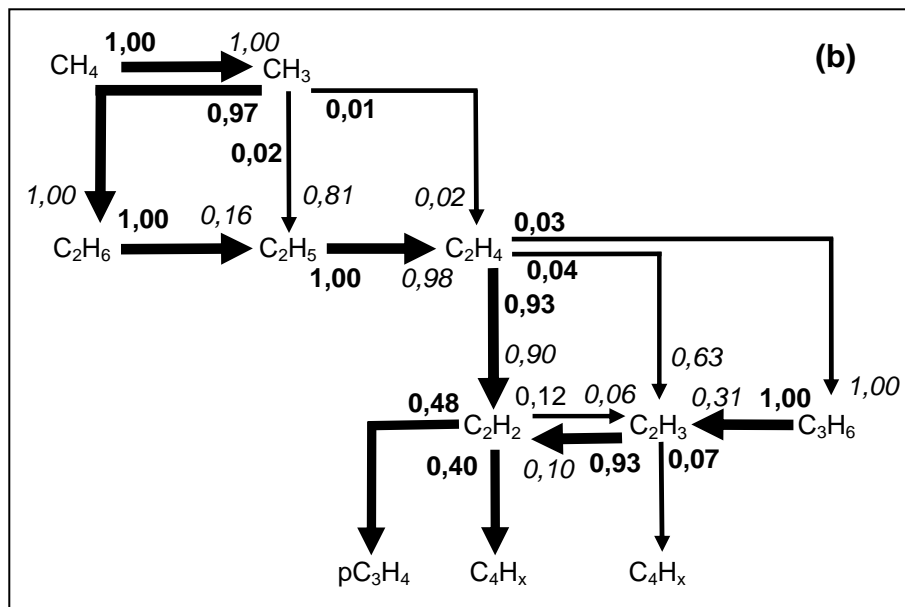 1,00 1,00 (b)
CH4 CH3
0,97 0,01
0,02
1,00 0,16 0,81 0,02 0,03
1,00
C2H6 C2H5 C2H4
1,00 0,98 0,04
0,93
0,90 0,63
0,48 0,12 0,06 0,31 1,00 1,00
C2H2 C2H3 C3H6
0,40 0,10 0,93 0,07
pC3H4 C4Hx C4Hx